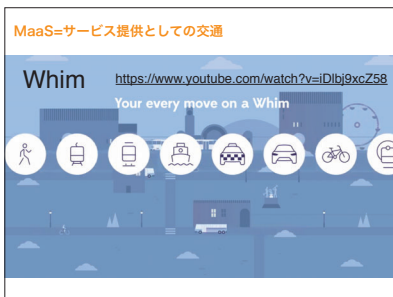 MaaS=サービス提供としての交通
Whim
https://www.youtube.com/watch?v=iDIbj9xcZ58
Your every move on a Whim